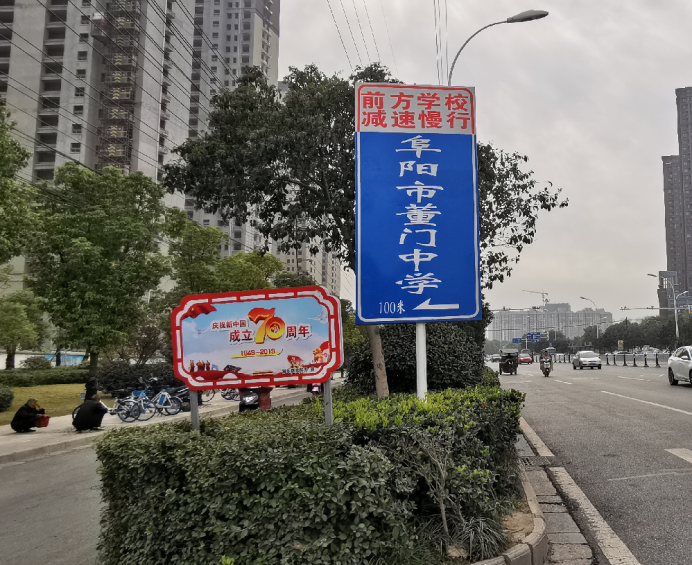 前方学校
减速慢行
阜阳市董门中学
100米
庆祝新中国
成立70周年
1949-2019